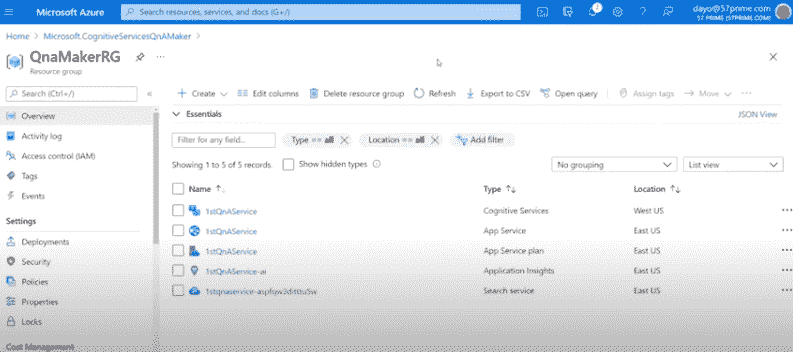 Microsoft Azure
Search resources, services, and docs (G+/)
dayo@57prime.com
57 PRIME (57PRIME.COM)
Home > Microsoft.CognitiveServicesQnAMaker >
QnaMakerRG
Resource group
Search (Ctrl+/)
Create
Edit columns
Delete resource group
Refresh
Export to CSV
Open query
Assign tags
Move
Overview
Activity log
Access control (IAM)
Tags
Events
Settings
Deployments
Security
Policies
Properties
Locks
Cost Management
Essentials
JSON View
Filter for any field...
Type == all
Location == all
Add filter
Showing 1 to 5 of 5 records.
Show hidden types
No grouping
List view
Name Type Location
1stQnAService Cognitive Services West US
1stQnAService App Service East US
1stQnAService App Service plan East US
1stQnAService-ai Application Insights East US
Search service East US